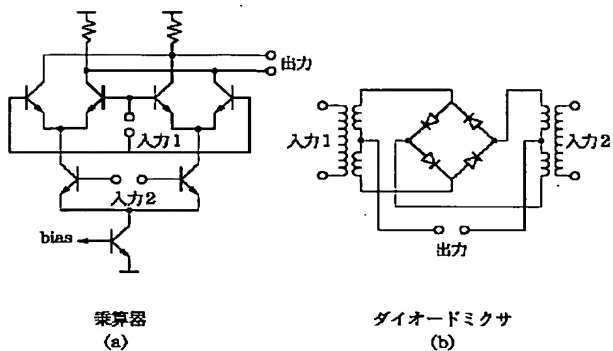 出力
入力1
入力2
bias
乗算器
(a)
入力1
入力2
出力
ダイオードミクサ
(b)